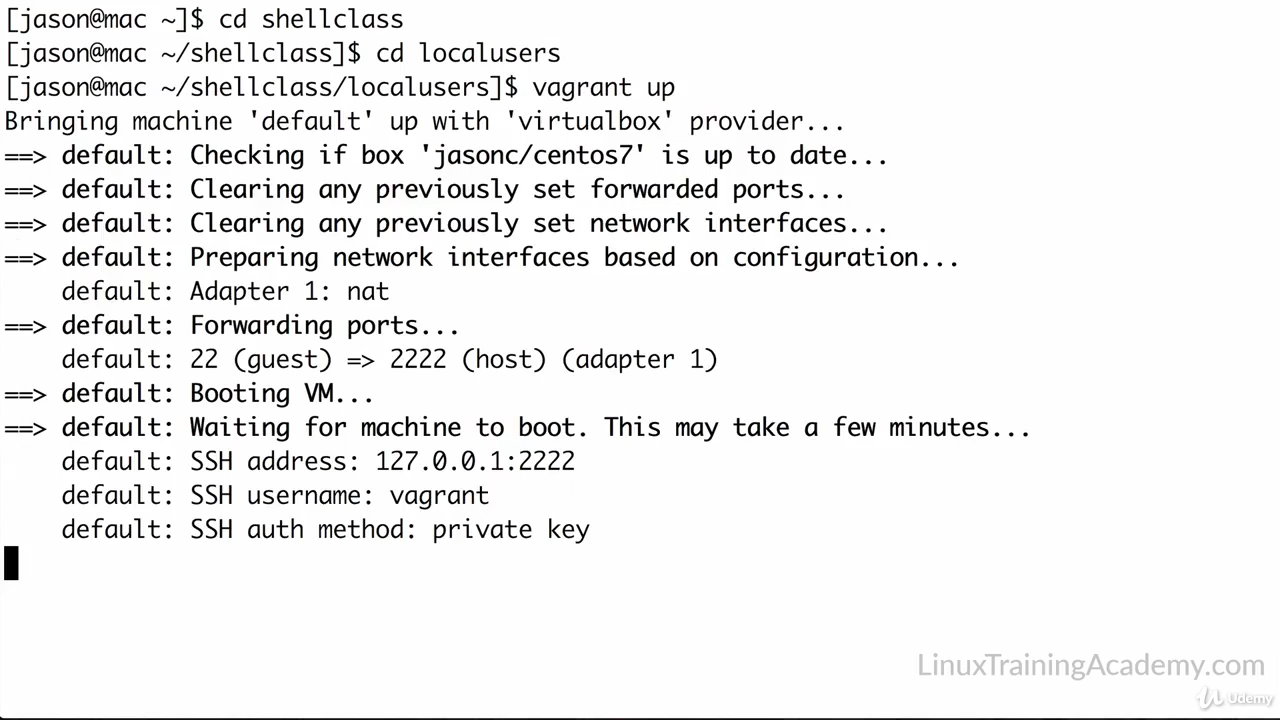 [jason@mac ~]$ cd shellclass
[jason@mac ~/shellclass]$ cd localusers
[jason@mac ~/shellclass/localusers]$ vagrant up
Bringing machine 'default' up with 'virtualbox' provider...
==> default: Checking if box 'jasonc/centos7' is up to date...
==> default: Clearing any previously set forwarded ports...
==> default: Clearing any previously set network interfaces...
==> default: Preparing network interfaces based on configuration...
    default: Adapter 1: nat
==> default: Forwarding ports...
    default: 22 (guest) => 2222 (host) (adapter 1)
==> default: Booting VM...
==> default: Waiting for machine to boot. This may take a few minutes...
    default: SSH address: 127.0.0.1:2222
    default: SSH username: vagrant
    default: SSH auth method: private key
LinuxTrainingAcademy.com
Udemy